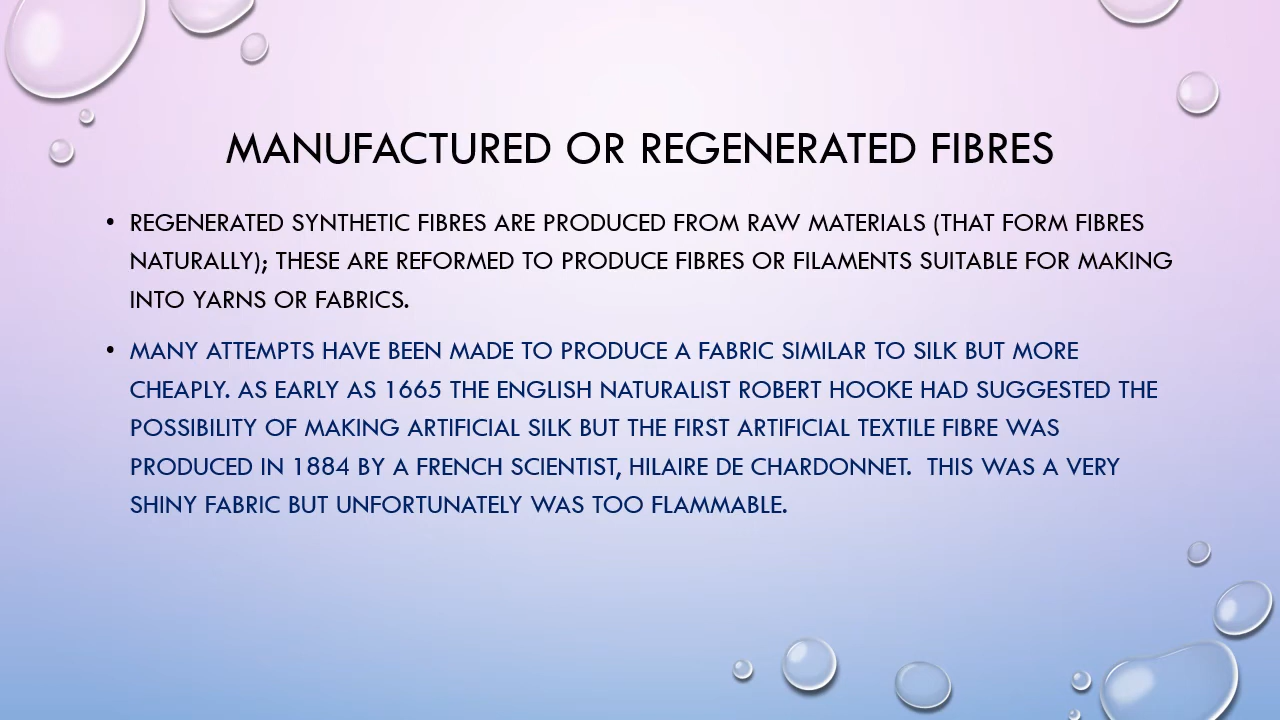 MANUFACTURED OR REGENERATED FIBRES
• REGENERATED SYNTHETIC FIBRES ARE PRODUCED FROM RAW MATERIALS (THAT FORM FIBRES
NATURALLY); THESE ARE REFORMED TO PRODUCE FIBRES OR FILAMENTS SUITABLE FOR MAKING
INTO YARNS OR FABRICS.
• MANY ATTEMPTS HAVE BEEN MADE TO PRODUCE A FABRIC SIMILAR TO SILK BUT MORE
CHEAPLY. AS EARLY AS 1665 THE ENGLISH NATURALIST ROBERT HOOKE HAD SUGGESTED THE
POSSIBILITY OF MAKING ARTIFICIAL SILK BUT THE FIRST ARTIFICIAL TEXTILE FIBRE WAS
PRODUCED IN 1884 BY A FRENCH SCIENTIST, HILAIRE DE CHARDONNET.  THIS WAS A VERY
SHINY FABRIC BUT UNFORTUNATELY WAS TOO FLAMMABLE.